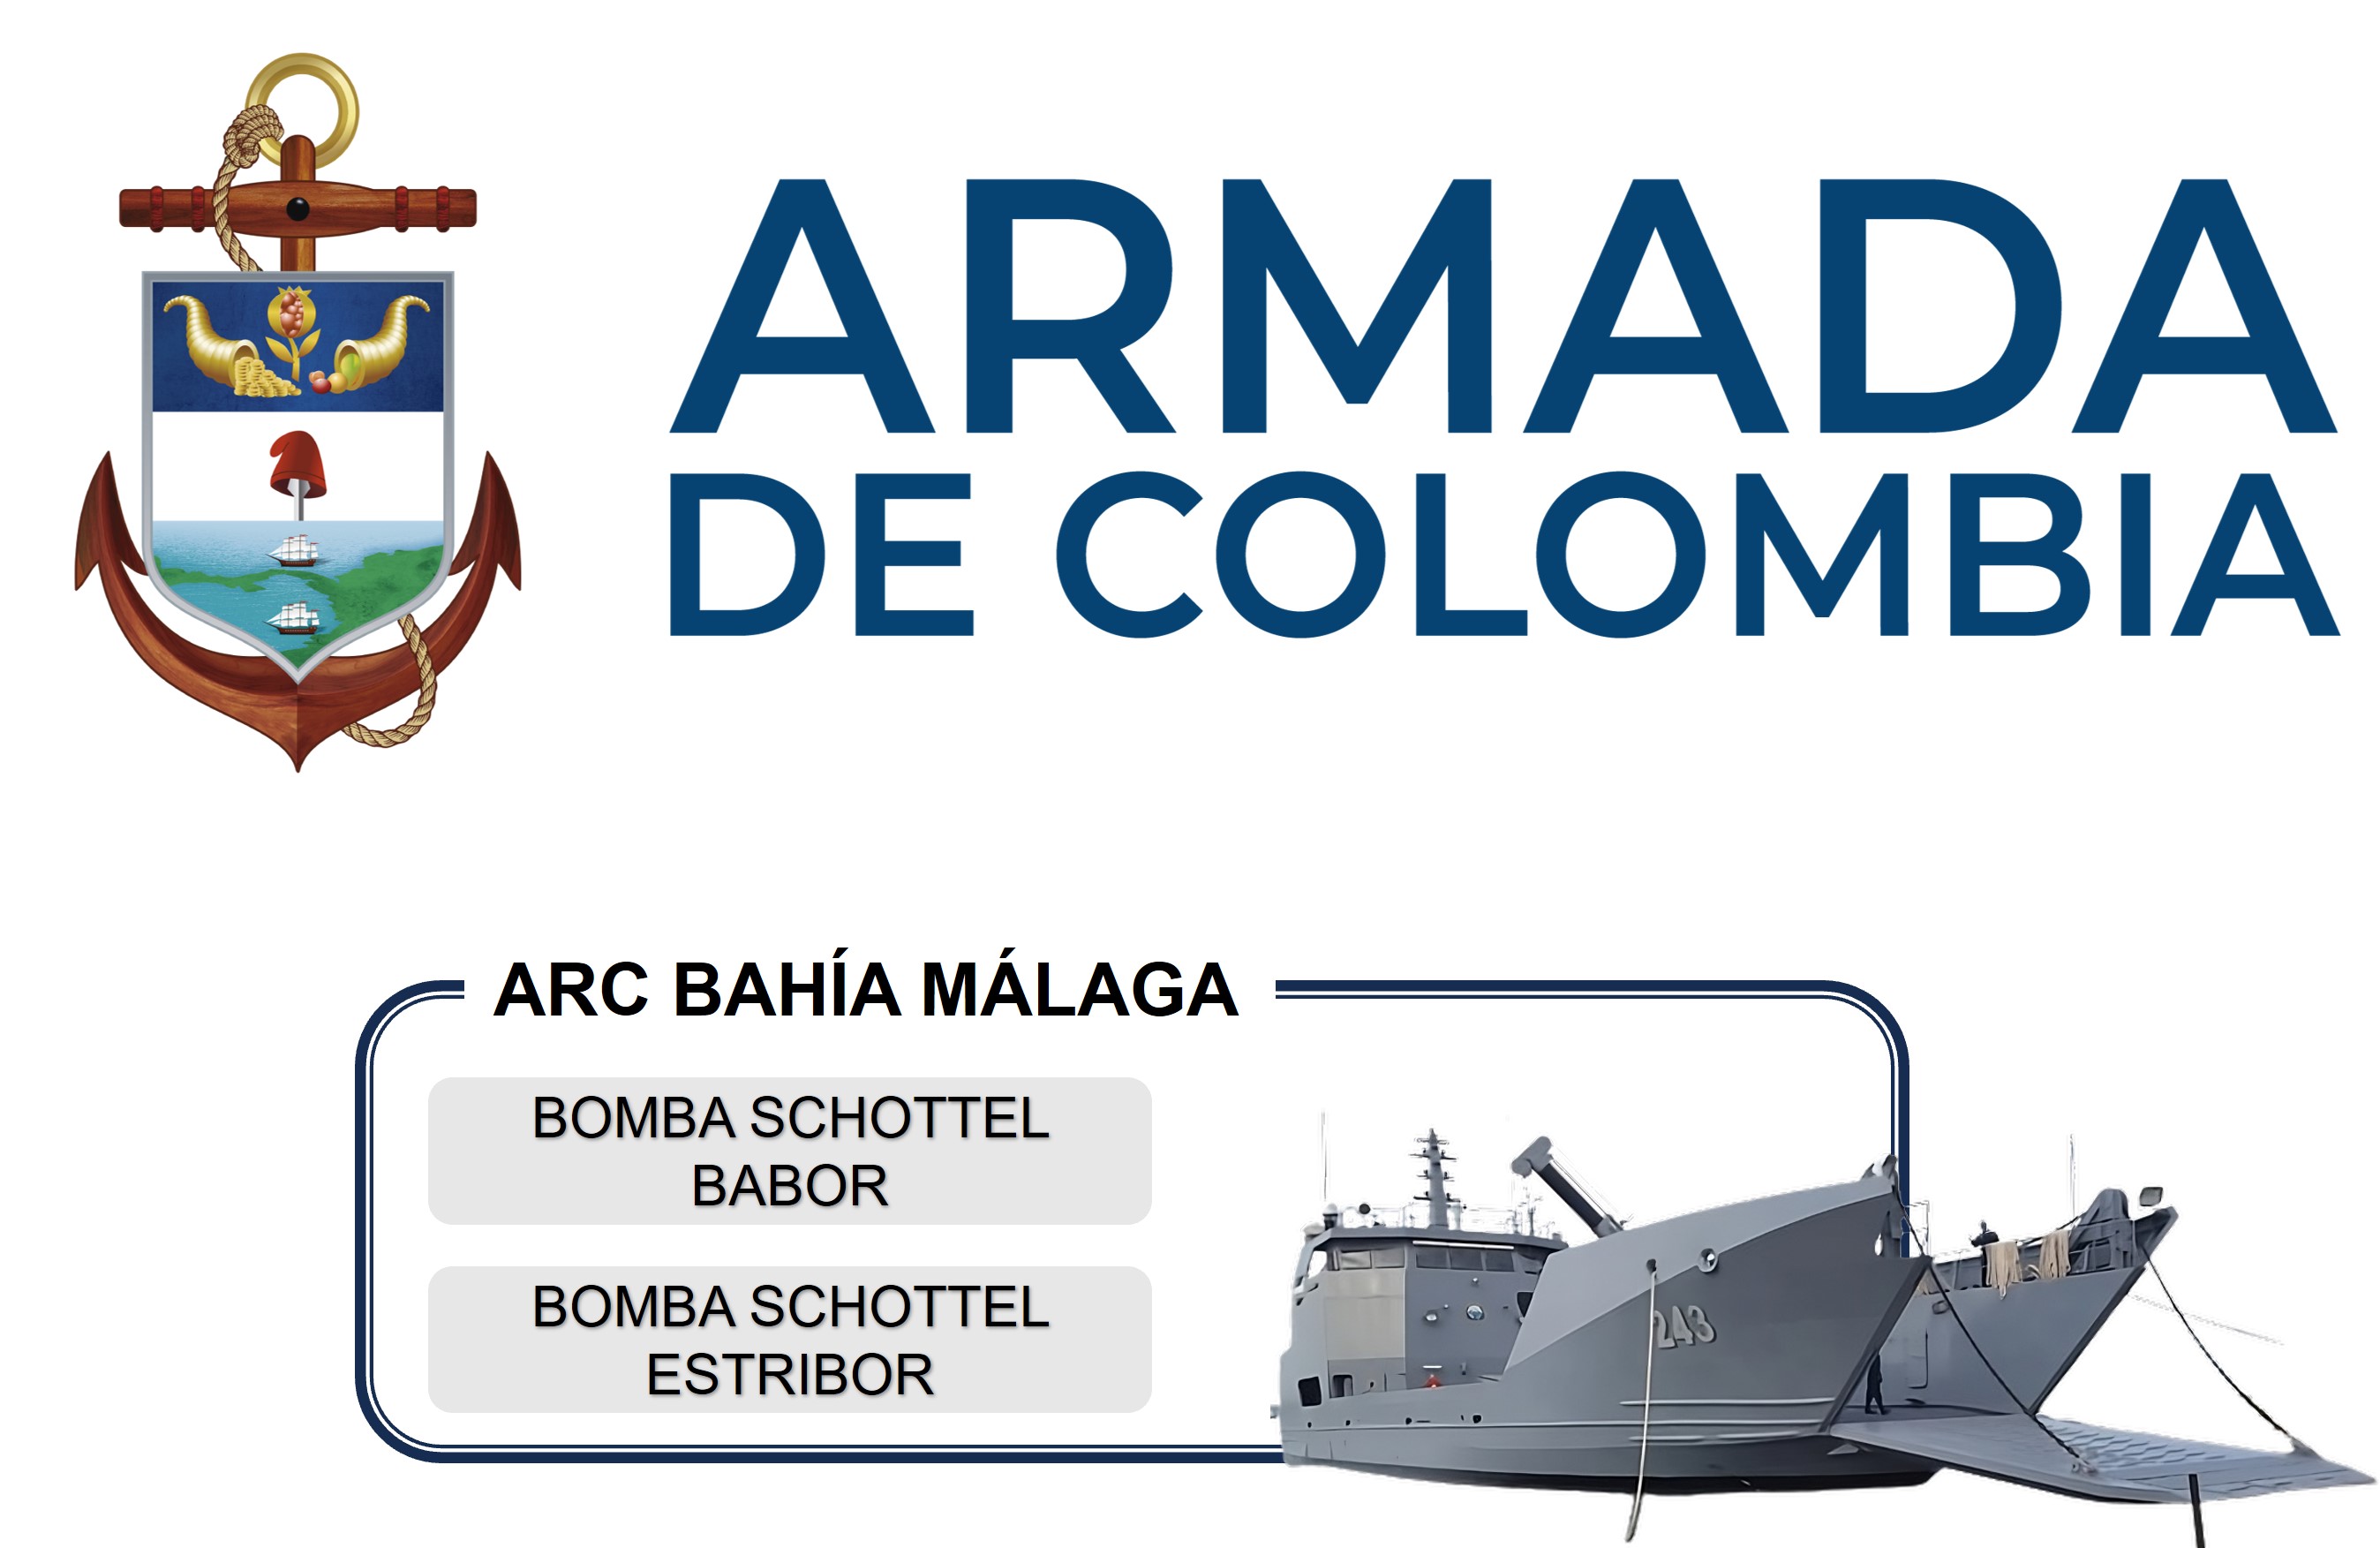 ARMADA
DE COLOMBIA
ARC BAHÍA MÁLAGA
BOMBA SCHOTTEL
BABOR
BOMBA SCHOTTEL
ESTRIBOR
243